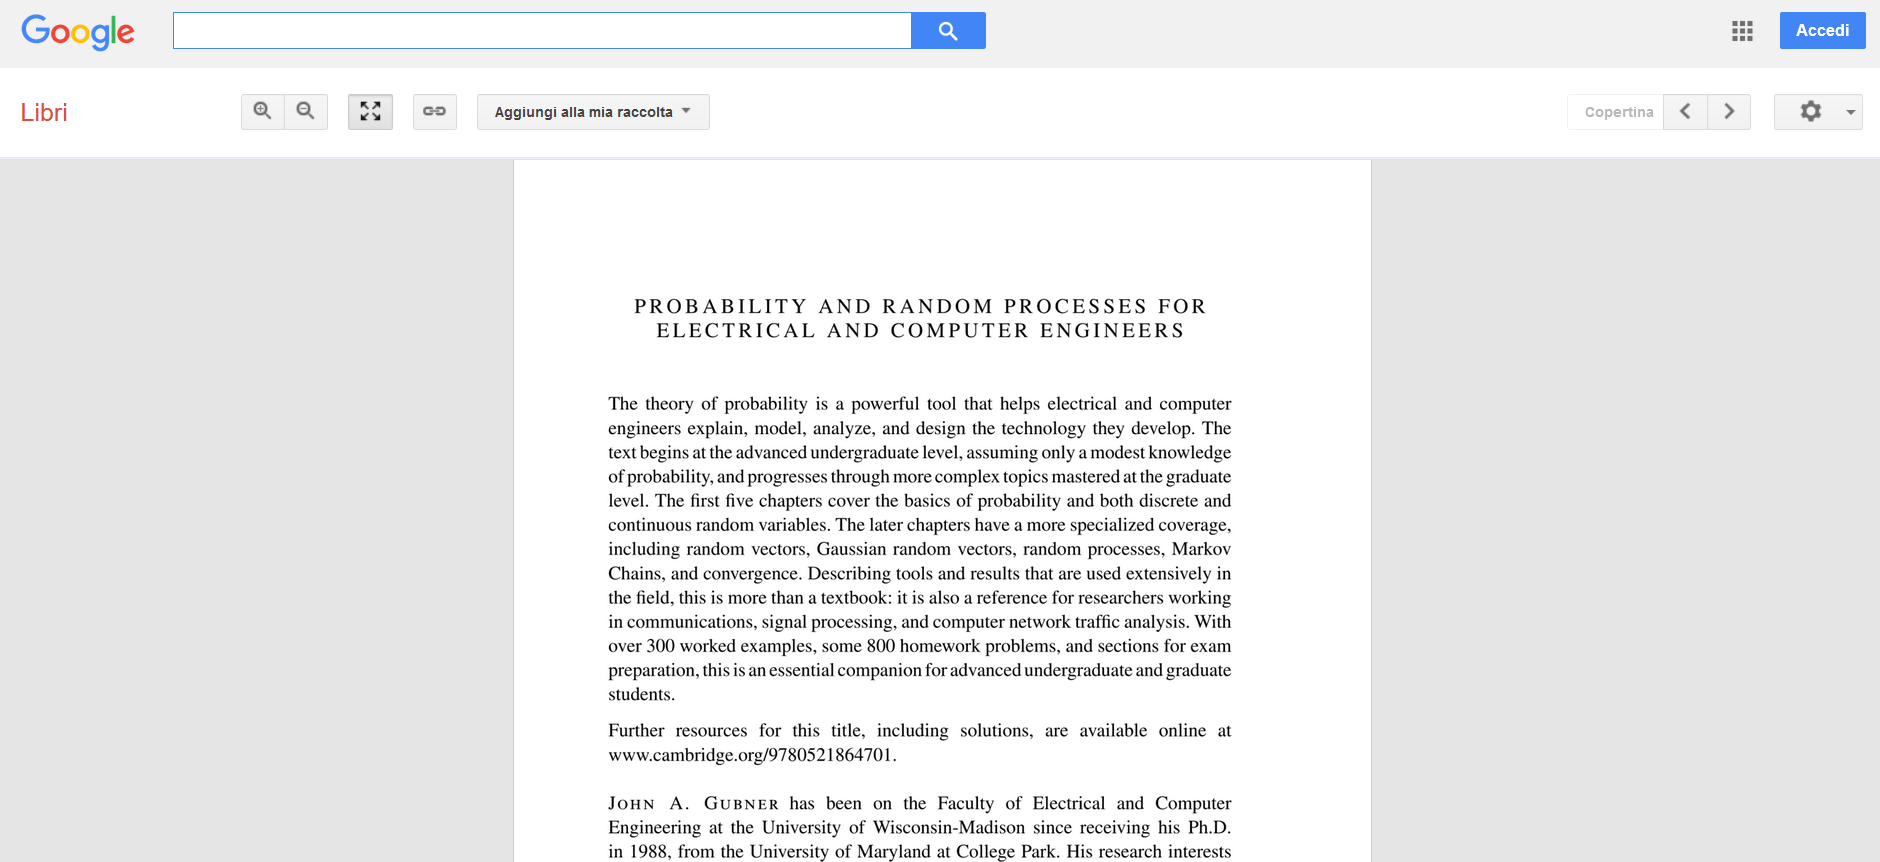 Google
Accedi
Libri
Aggiungi alla mia raccolta
Copertina
PROBABILITY AND RANDOM PROCESSES FOR
ELECTRICAL AND COMPUTER ENGINEERS
The theory of probability is a powerful tool that helps electrical and computer
engineers explain, model, analyze, and design the technology they develop. The
text begins at the advanced undergraduate level, assuming only a modest knowledge
of probability, and progresses through more complex topics mastered at the graduate
level. The first five chapters cover the basics of probability and both discrete and
continuous random variables. The later chapters have a more specialized coverage,
including random vectors, Gaussian random vectors, random processes, Markov
Chains, and convergence. Describing tools and results that are used extensively in
the field, this is more than a textbook: it is also a reference for researchers working
in communications, signal processing, and computer network traffic analysis. With
over 300 worked examples, some 800 homework problems, and sections for exam
preparation, this is an essential companion for advanced undergraduate and graduate
students.
Further resources for this title, including solutions, are available online at
www.cambridge.org/9780521864701.
JOHN A. GUBNER has been on the Faculty of Electrical and Computer
Engineering at the University of Wisconsin-Madison since receiving his Ph.D.
in 1988, from the University of Maryland at College Park. His research interests